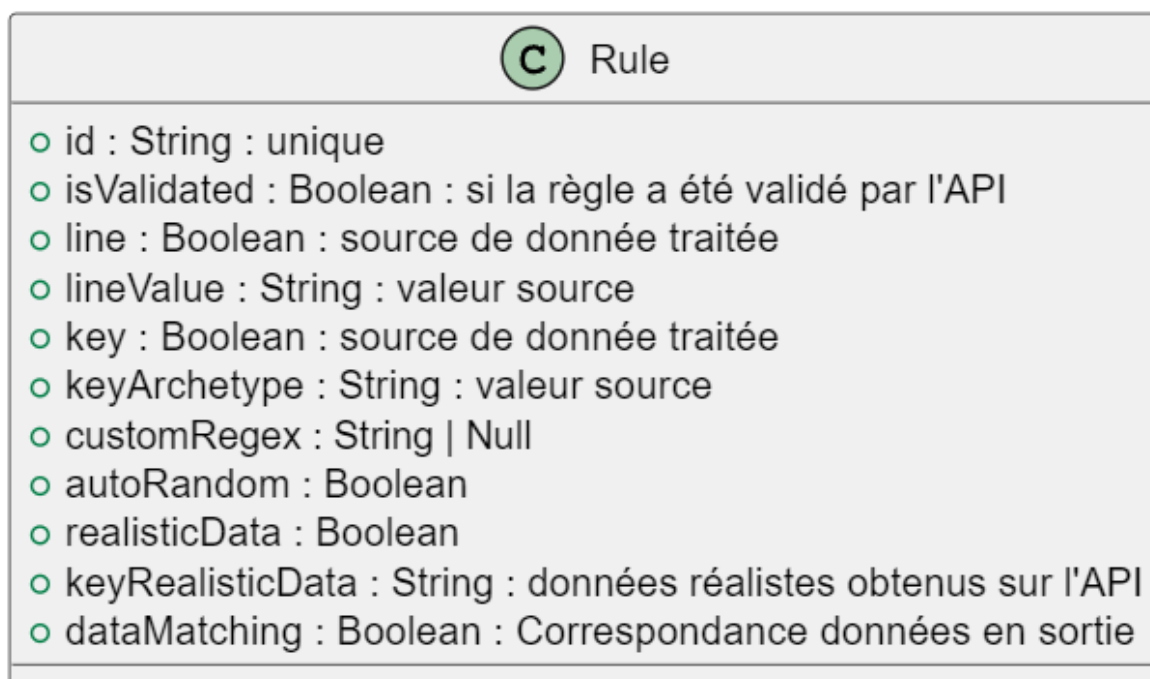 C Rule
id : String : unique
isValidated : Boolean : si la règle a été validé par l'API
line : Boolean : source de donnée traitée
lineValue : String : valeur source
key : Boolean : source de donnée traitée
keyArchetype : String : valeur source
customRegex : String | Null
autoRandom : Boolean
realisticData : Boolean
keyRealisticData : String : données réalistes obtenus sur l'API
dataMatching : Boolean : Correspondance données en sortie